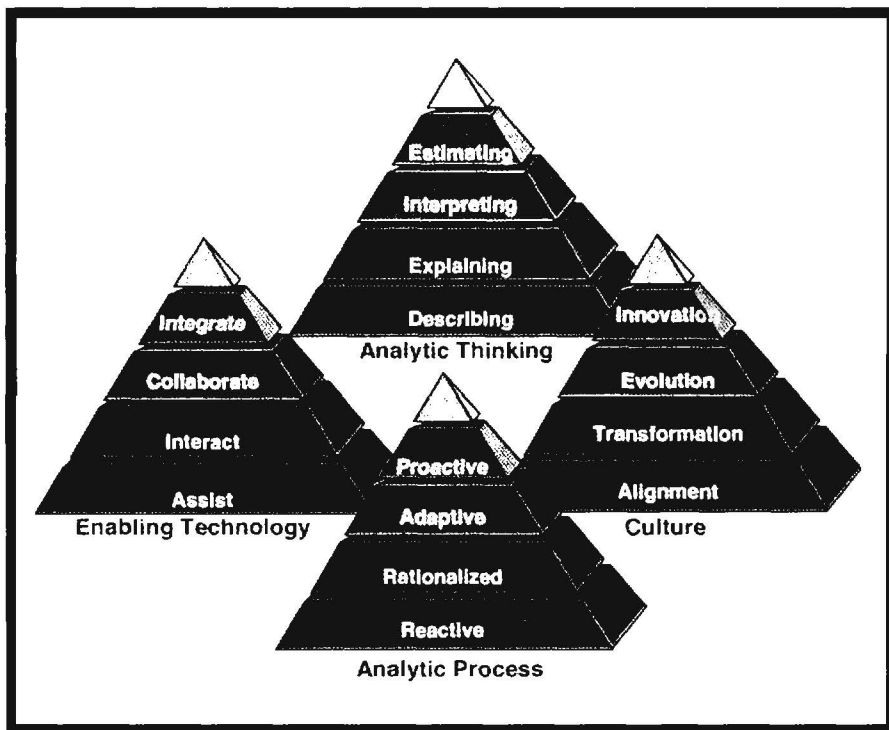 Estimating
Interpreting
Explaining
Describing
Analytic Thinking
Integrate
Collaborate
Interact
Assist
Enabling Technology
Innovation
Evolution
Transformation
Alignment
Culture
Proactive
Adaptive
Rationalized
Reactive
Analytic Process